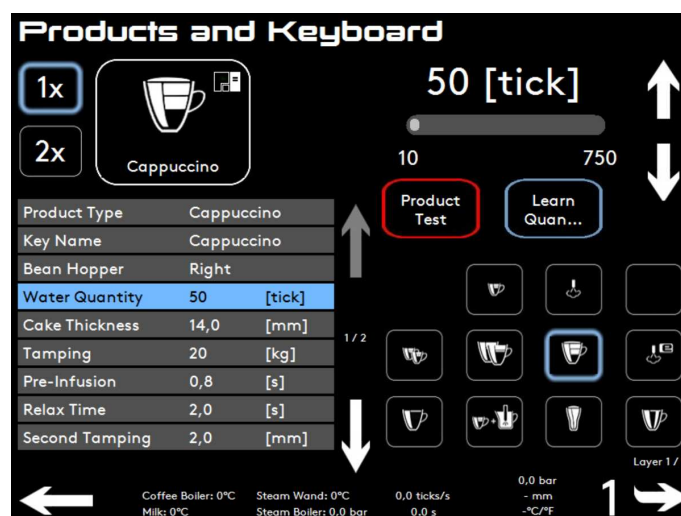 Products and Keyboard
1x
2x
Cappuccino
50 [tick]
10 750
Product Test
Learn Quan...
Product Type Cappuccino
Key Name Cappuccino
Bean Hopper Right
Water Quantity 50 [tick]
Cake Thickness 14,0 [mm]
Tamping 20 [kg]
Pre-Infusion 0,8 [s]
Relax Time 2,0 [s]
Second Tamping 2,0 [mm]
1/2
Layer 1/
Coffee Boiler: 0°C Steam Wand: 0°C 0,0 ticks/s 0,0 bar
- mm
Milk: 0°C Steam Boiler: 0,0 bar 0,0 s -°C/°F
1